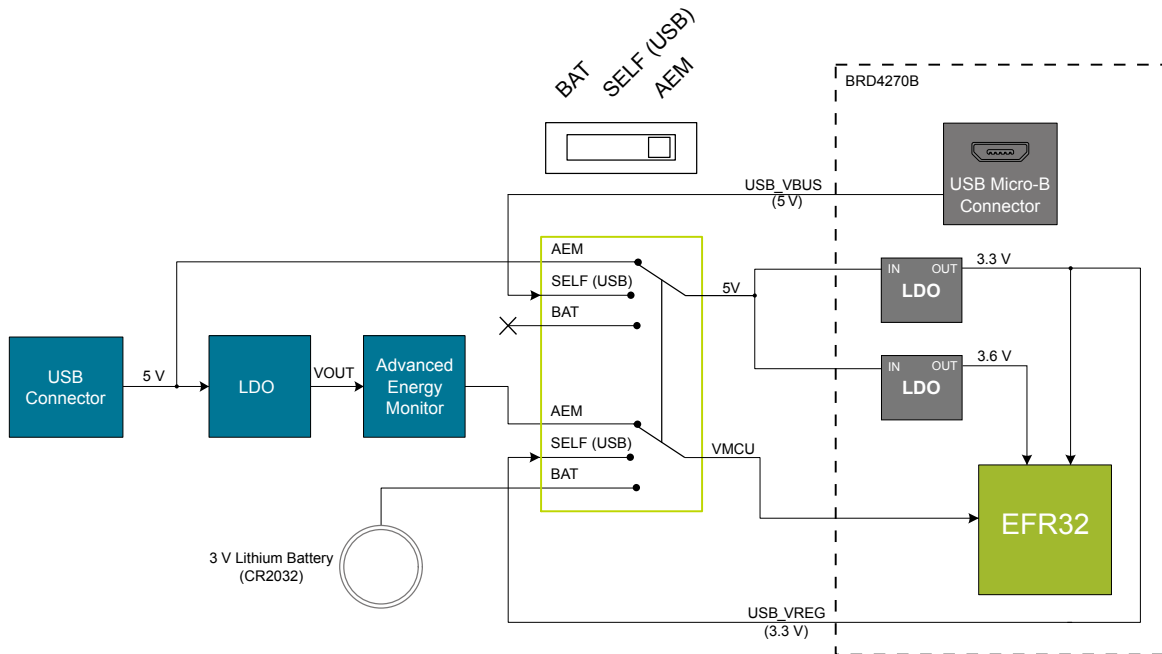 BAT
SELF (USB)
AEM
BRD4270B
USB Micro-B
Connector
USB_VBUS
(5 V)
AEM
SELF (USB)
BAT
5V
IN
OUT
LDO
3.3 V
IN
OUT
LDO
3.6 V
USB
Connector
5 V
LDO
VOUT
Advanced
Energy
Monitor
AEM
SELF (USB)
BAT
VMCU
EFR32
3 V Lithium Battery
(CR2032)
USB_VREG
(3.3 V)